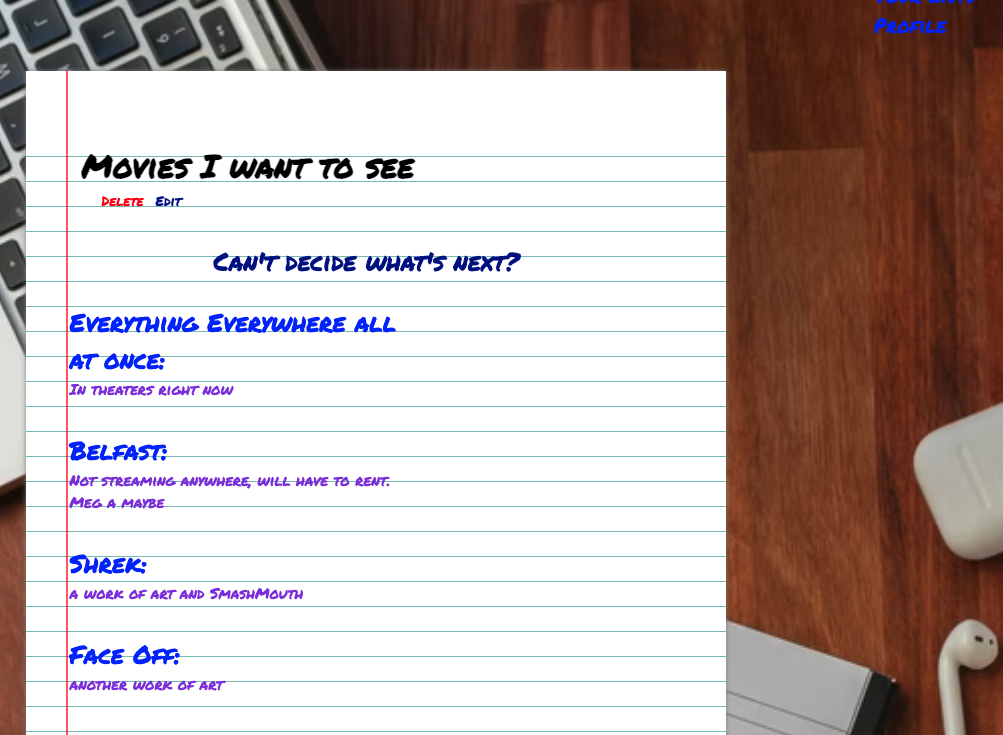 Profile
Movies I want to see
Delete Edit
Can't decide what's next?
Everything Everywhere all
at once:
In theaters right now
Belfast:
Not streaming anywhere, will have to rent.
Meg a maybe
Shrek:
a work of art and SmashMouth
Face Off:
another work of art